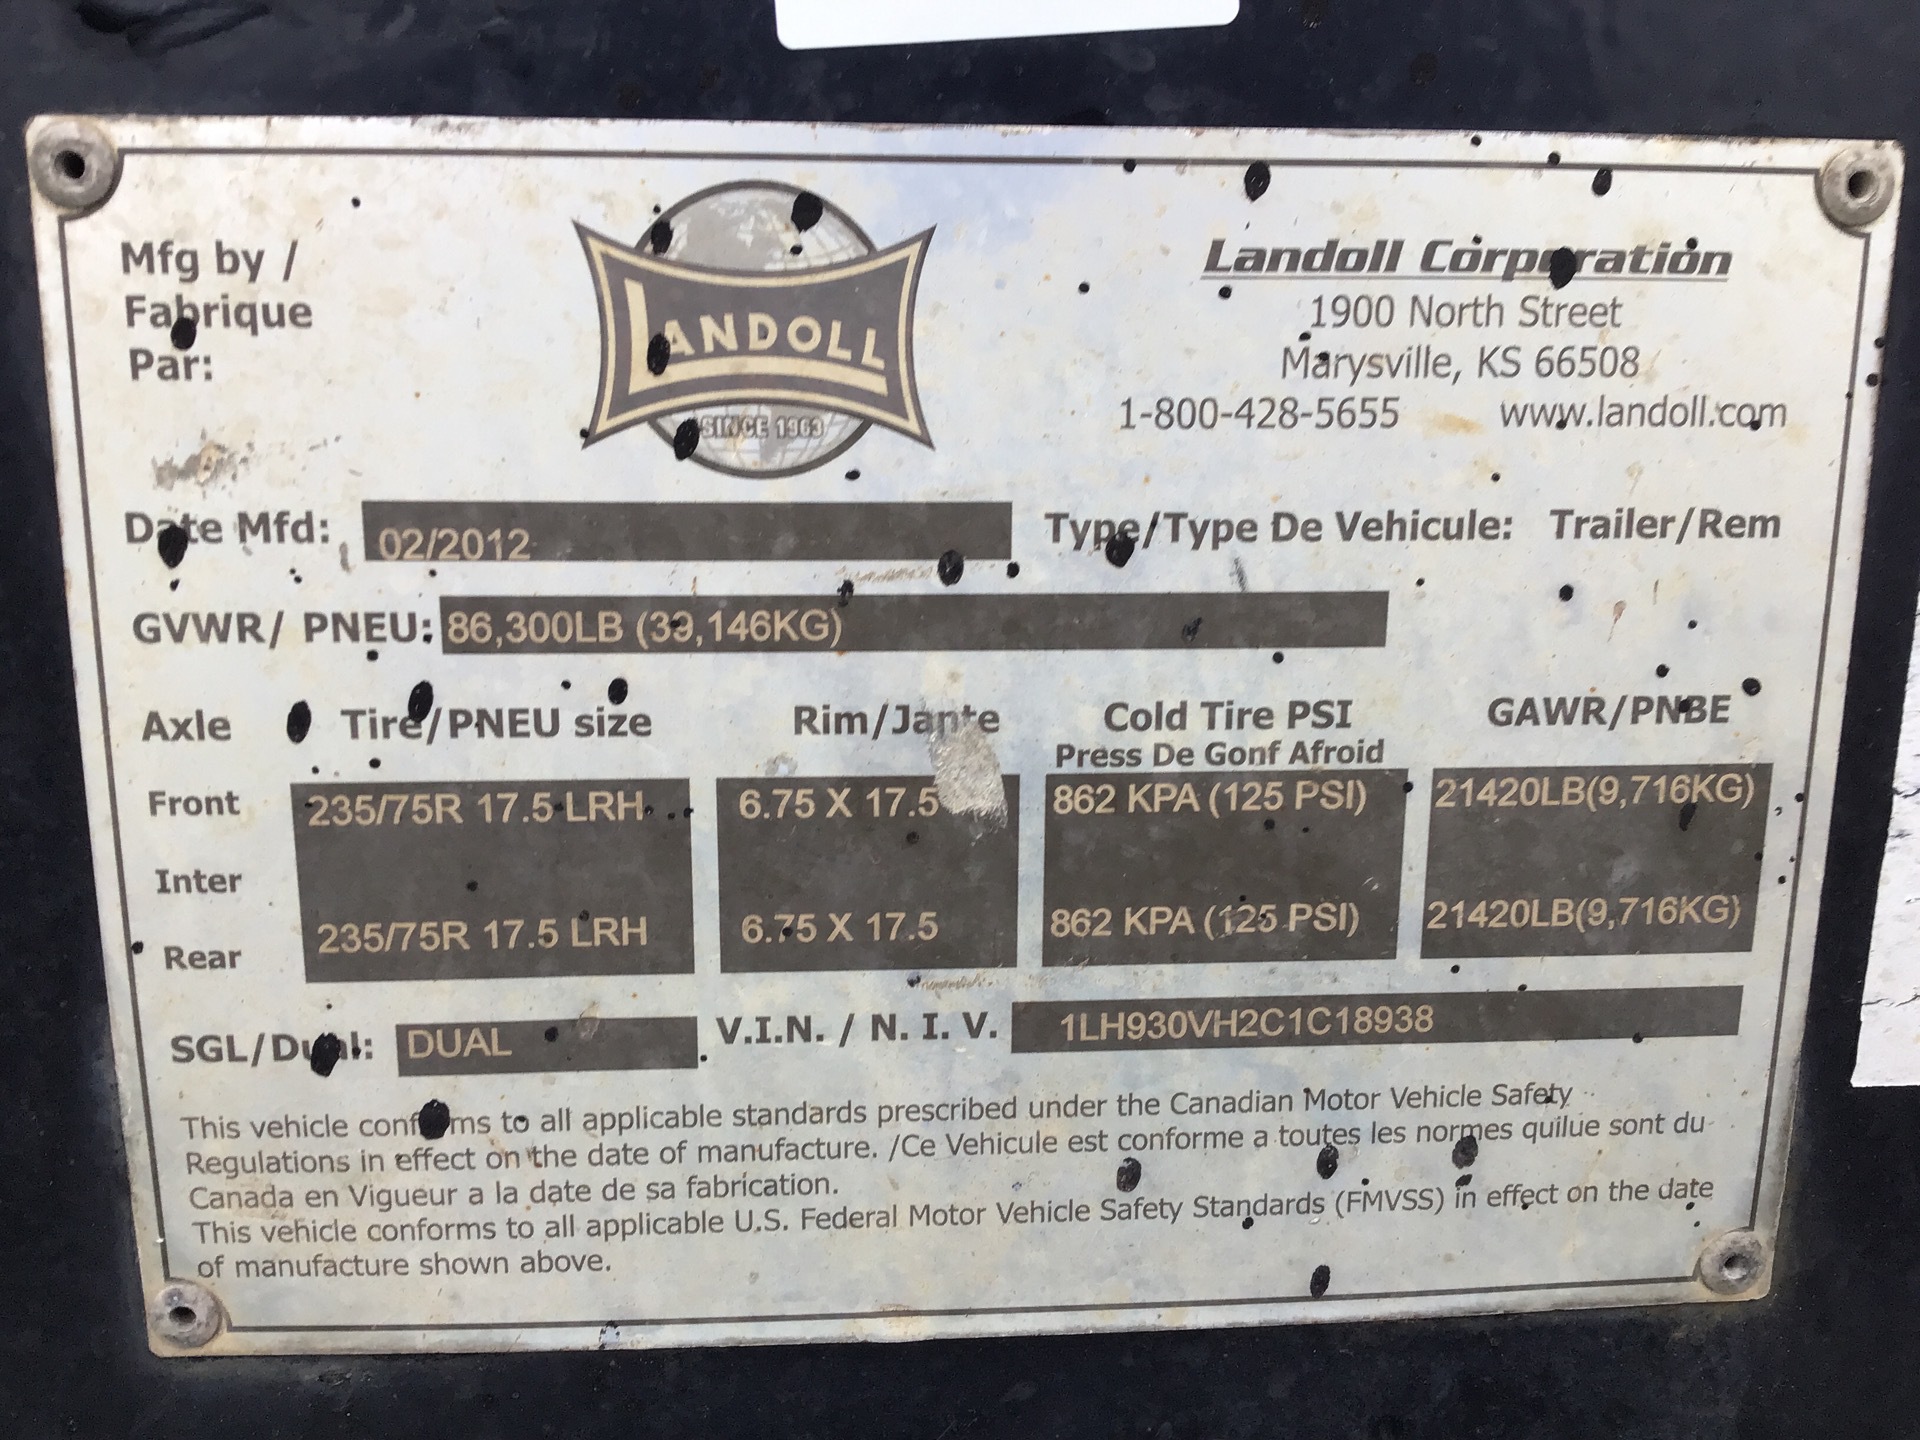 Mfg by /
Fabrique
Par:
LANDOLL
SINCE 1963
Landoll Corporation
1900 North Street
Marysville, KS 66508
1-800-428-5655 www.landoll.com
Date Mfd: 02/2012 Type/Type De Vehicule: Trailer/Rem
GVWR/ PNEU: 86,300LB (39,146KG)
Axle Tire/PNEU size Rim/Jante Cold Tire PSI GAWR/PNBE
Press De Gonf Afroid
Front 235/75R 17.5 LRH 6.75 X 17.5 862 KPA (125 PSI) 21420LB(9,716KG)
Inter
Rear 235/75R 17.5 LRH 6.75 X 17.5 862 KPA (125 PSI) 21420LB(9,716KG)
SGL/Dual: DUAL V.I.N. / N. I. V. 1LH930VH2C1C18938
This vehicle conforms to all applicable standards prescribed under the Canadian Motor Vehicle Safety
Regulations in effect on the date of manufacture. /Ce Vehicule est conforme a toutes les normes quilue sont du
Canada en Vigueur a la date de sa fabrication.
This vehicle conforms to all applicable U.S. Federal Motor Vehicle Safety Standards (FMVSS) in effect on the date
of manufacture shown above.